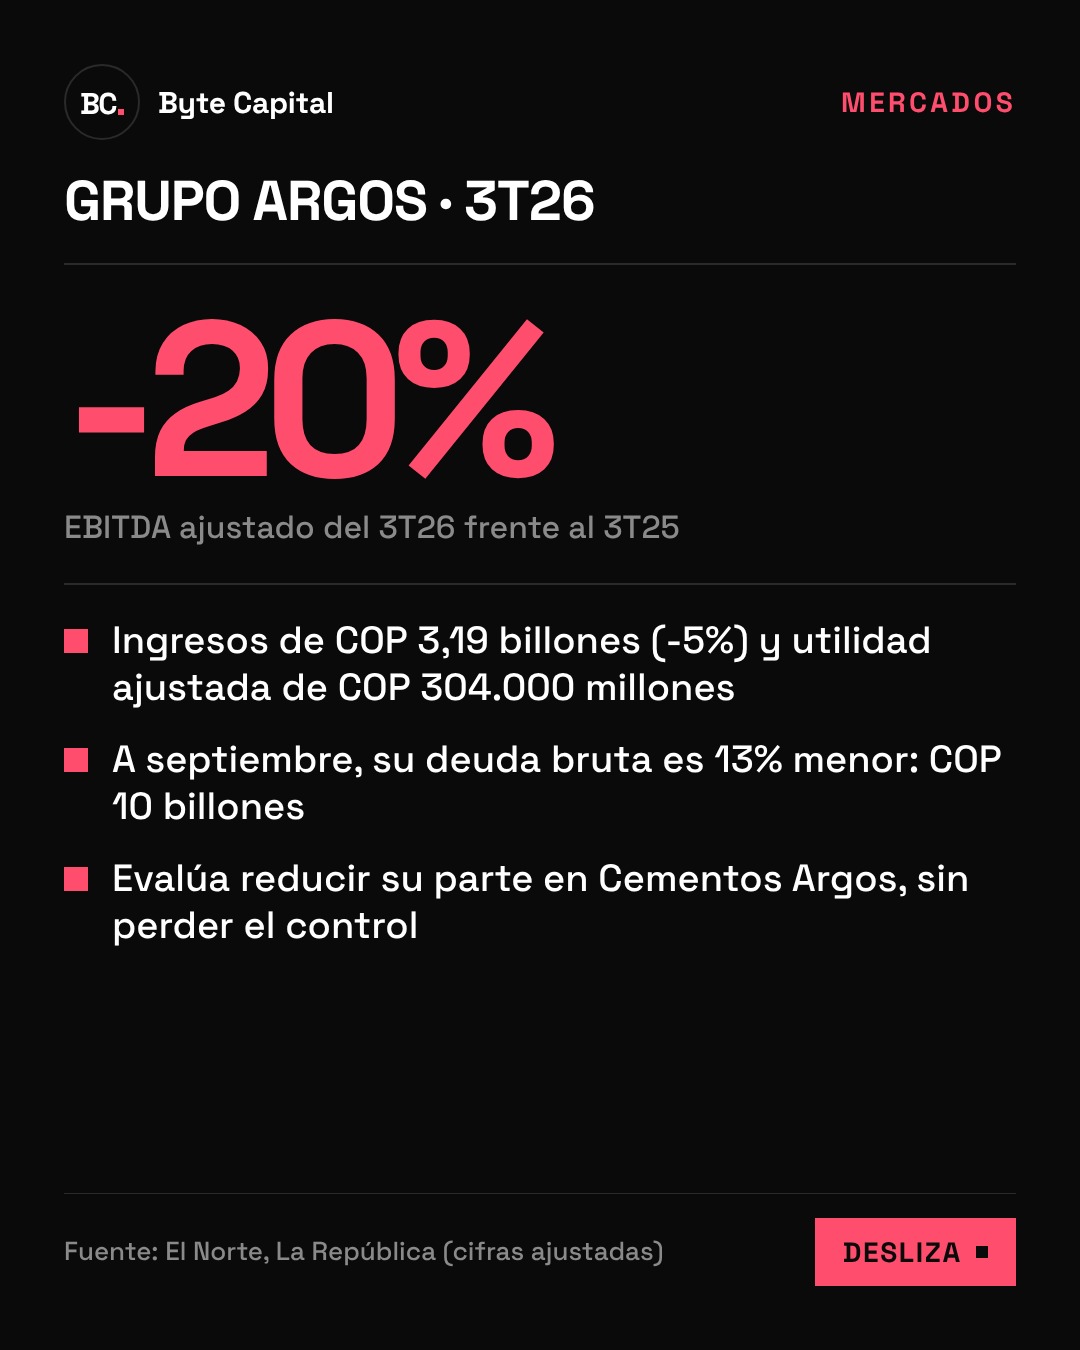 BC.
Byte Capital
MERCADOS
GRUPO ARGOS · 3T26
-20%
EBITDA ajustado del 3T26 frente al 3T25
Ingresos de COP 3,19 billones (-5%) y utilidad
ajustada de COP 304.000 millones
A septiembre, su deuda bruta es 13% menor: COP
10 billones
Evalúa reducir su parte en Cementos Argos, sin
perder el control
Fuente: El Norte, La República (cifras ajustadas)
DESLIZA